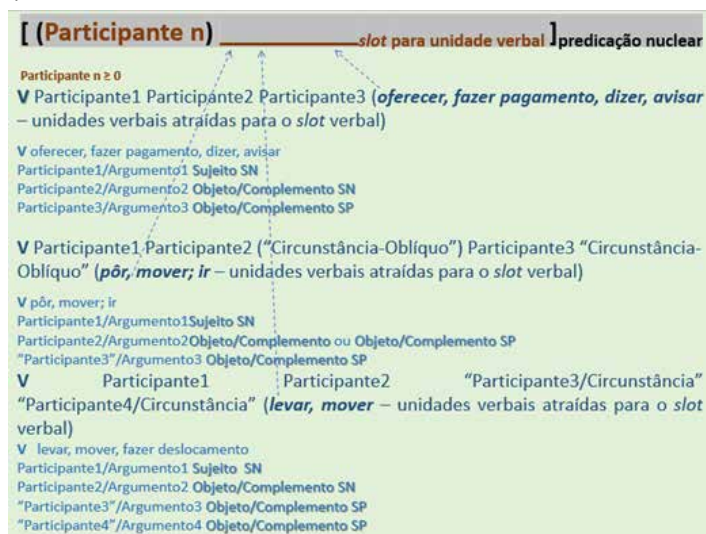 [ (Participante n) ____________slot para unidade verbal ]predicação nuclear
Participante n ≥ 0
V Participante1 Participante2 Participante3 (oferecer, fazer pagamento, dizer, avisar
– unidades verbais atraídas para o slot verbal)
V oferecer, fazer pagamento, dizer, avisar
Participante1/Argumento1 Sujeito SN
Participante2/Argumento2 Objeto/Complemento SN
Participante3/Argumento3 Objeto/Complemento SP
V Participante1 Participante2 (“Circunstância-Oblíquo”) Participante3 “Circunstância-
Oblíquo” (pôr, mover; ir – unidades verbais atraídas para o slot verbal)
V pôr, mover; ir
Participante1/Argumento1Sujeito SN
Participante2/Argumento2Objeto/Complemento ou Objeto/Complemento SP
“Participante3”/Argumento3 Objeto/Complemento SP
V Participante1 Participante2 “Participante3/Circunstância”
“Participante4/Circunstância” (levar, mover – unidades verbais atraídas para o slot
verbal)
V levar, mover, fazer deslocamento
Participante1/Argumento1 Sujeito SN
Participante2/Argumento2 Objeto/Complemento SN
“Participante3”/Argumento3 Objeto/Complemento SP
“Participante4”/Argumento4 Objeto/Complemento SP